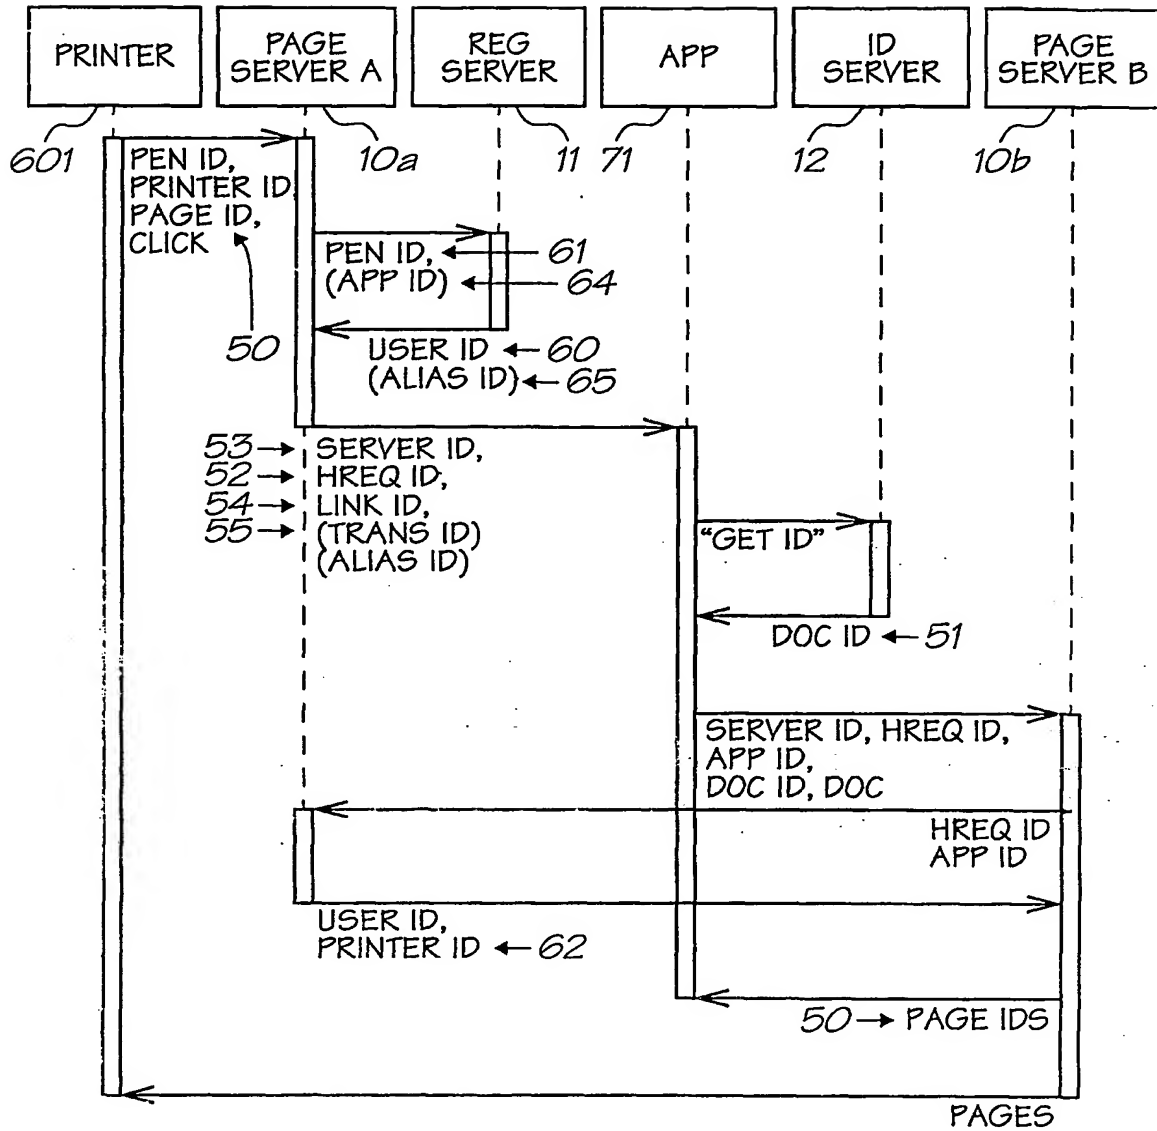 PRINTER
PAGE
SERVER A
REG
SERVER
APP
ID
SERVER
PAGE
SERVER B
601
10a
11
71
12
10b
PEN ID,
PRINTER ID
PAGE ID,
CLICK
50
PEN ID,
61
(APP ID)
64
USER ID
60
(ALIAS ID)
65
53
SERVER ID,
52
HREQ ID,
54
LINK ID,
55
(TRANS ID)
(ALIAS ID)
"GET ID"
DOC ID
51
SERVER ID, HREQ ID,
APP ID,
DOC ID, DOC
HREQ ID
APP ID
USER ID,
PRINTER ID
62
50
PAGE IDS
PAGES